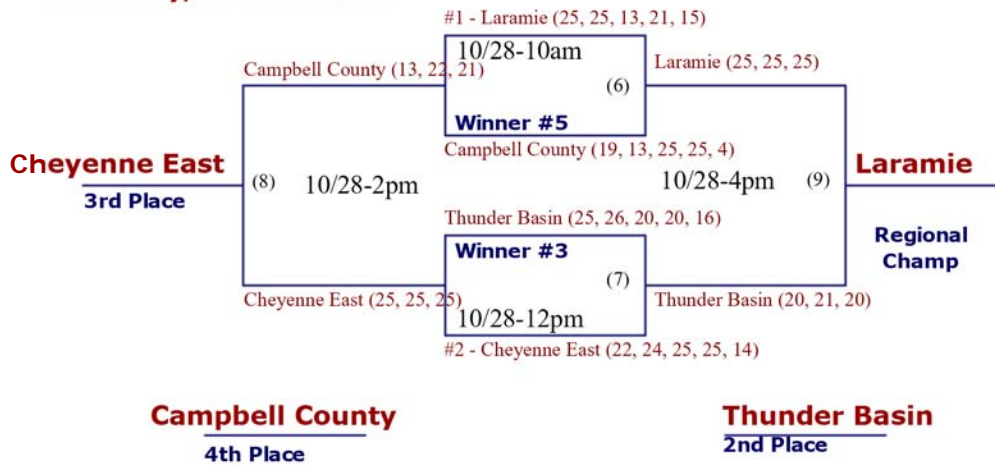 #1 - Laramie (25, 25, 13, 21, 15)
10/28-10am
Campbell County (13, 22, 21)
Laramie (25, 25, 25)
(6)
Winner #5
Campbell County (19, 13, 25, 25, 4)
Cheyenne East
Laramie
(8) 10/28-2pm
10/28-4pm (9)
3rd Place
Thunder Basin (25, 26, 20, 20, 16)
Regional
Champ
Winner #3
(7)
Cheyenne East (25, 25, 25)
Thunder Basin (20, 21, 20)
10/28-12pm
#2 - Cheyenne East (22, 24, 25, 25, 14)
Campbell County
4th Place
Thunder Basin
2nd Place